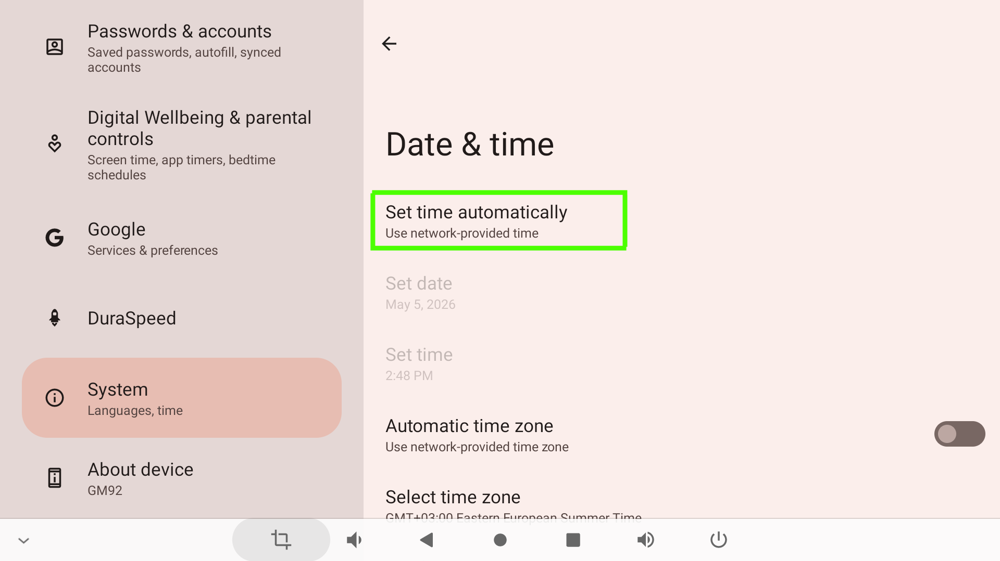 Passwords & accounts
Saved passwords, autofill, synced
accounts
Digital Wellbeing & parental
controls
Screen time, app timers, bedtime
schedules
Google
Services & preferences
DuraSpeed
System
Languages, time
About device
GM92
Date & time
Set time automatically
Use network-provided time
Set date
May 5, 2026
Set time
2:48 PM
Automatic time zone
Use network-provided time zone
Select time zone
GMT+03:00 Eastern European Summer Time